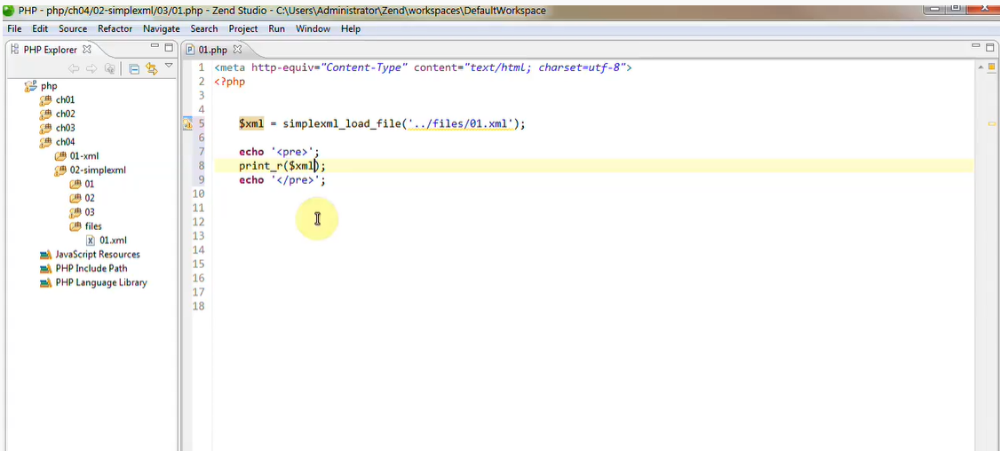 PHP - php/ch04/02-simplexml/03/01.php - Zend Studio - C:\Users\Administrator\Zend\workspaces\DefaultWorkspace
File Edit Source Refactor Navigate Search Project Run Window Help
PHP Explorer
php
ch01
ch02
ch03
ch04
01-xml
02-simplexml
01
02
03
files
01.xml
JavaScript Resources
PHP Include Path
PHP Language Library
01.php
1 <meta http-equiv="Content-Type" content="text/html; charset=utf-8">
2 <?php
3
4
5 $xml = simplexml_load_file('../files/01.xml');
6
7 echo '<pre>';
8 print_r($xml);
9 echo '</pre>';
10
11
12
13
14
15
16
17
18